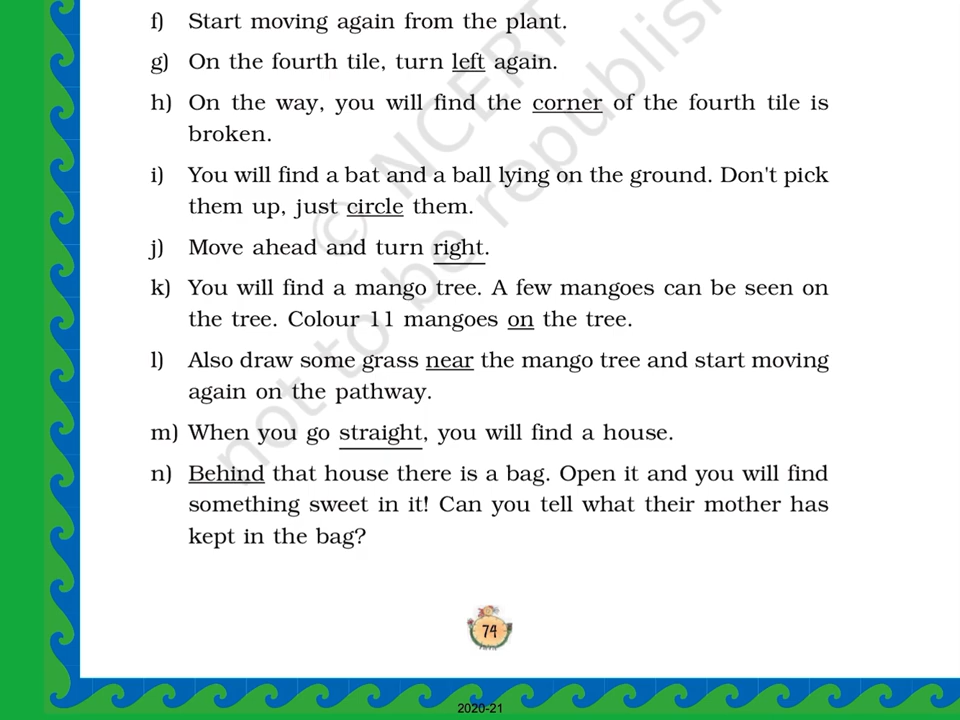 f) Start moving again from the plant.
g) On the fourth tile, turn left again.
h) On the way, you will find the corner of the fourth tile is
broken.
i) You will find a bat and a ball lying on the ground. Don't pick
them up, just circle them.
j) Move ahead and turn right.
k) You will find a mango tree. A few mangoes can be seen on
the tree. Colour 11 mangoes on the tree.
l) Also draw some grass near the mango tree and start moving
again on the pathway.
m) When you go straight, you will find a house.
n) Behind that house there is a bag. Open it and you will find
something sweet in it! Can you tell what their mother has
kept in the bag?
© NCERT
not to be republish
74
2020-21